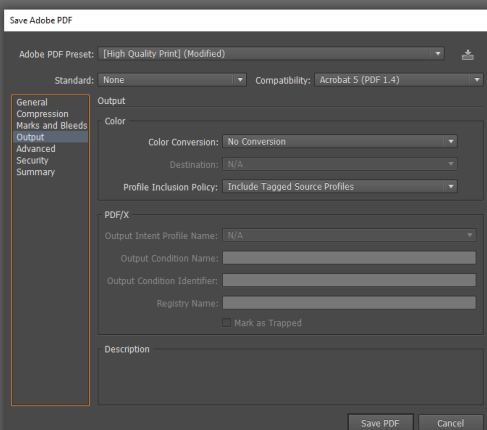 Save Adobe PDF
Adobe PDF Preset: [High Quality Print] (Modified)
Standard: None Compatibility: Acrobat 5 (PDF 1.4)
General
Compression
Marks and Bleeds
Output
Advanced
Security
Summary
Output
Color
Color Conversion: No Conversion
Destination: N/A
Profile Inclusion Policy: Include Tagged Source Profiles
PDF/X
Output Intent Profile Name: N/A
Output Condition Name:
Output Condition Identifier:
Registry Name:
Mark as Trapped
Description
Save PDF Cancel